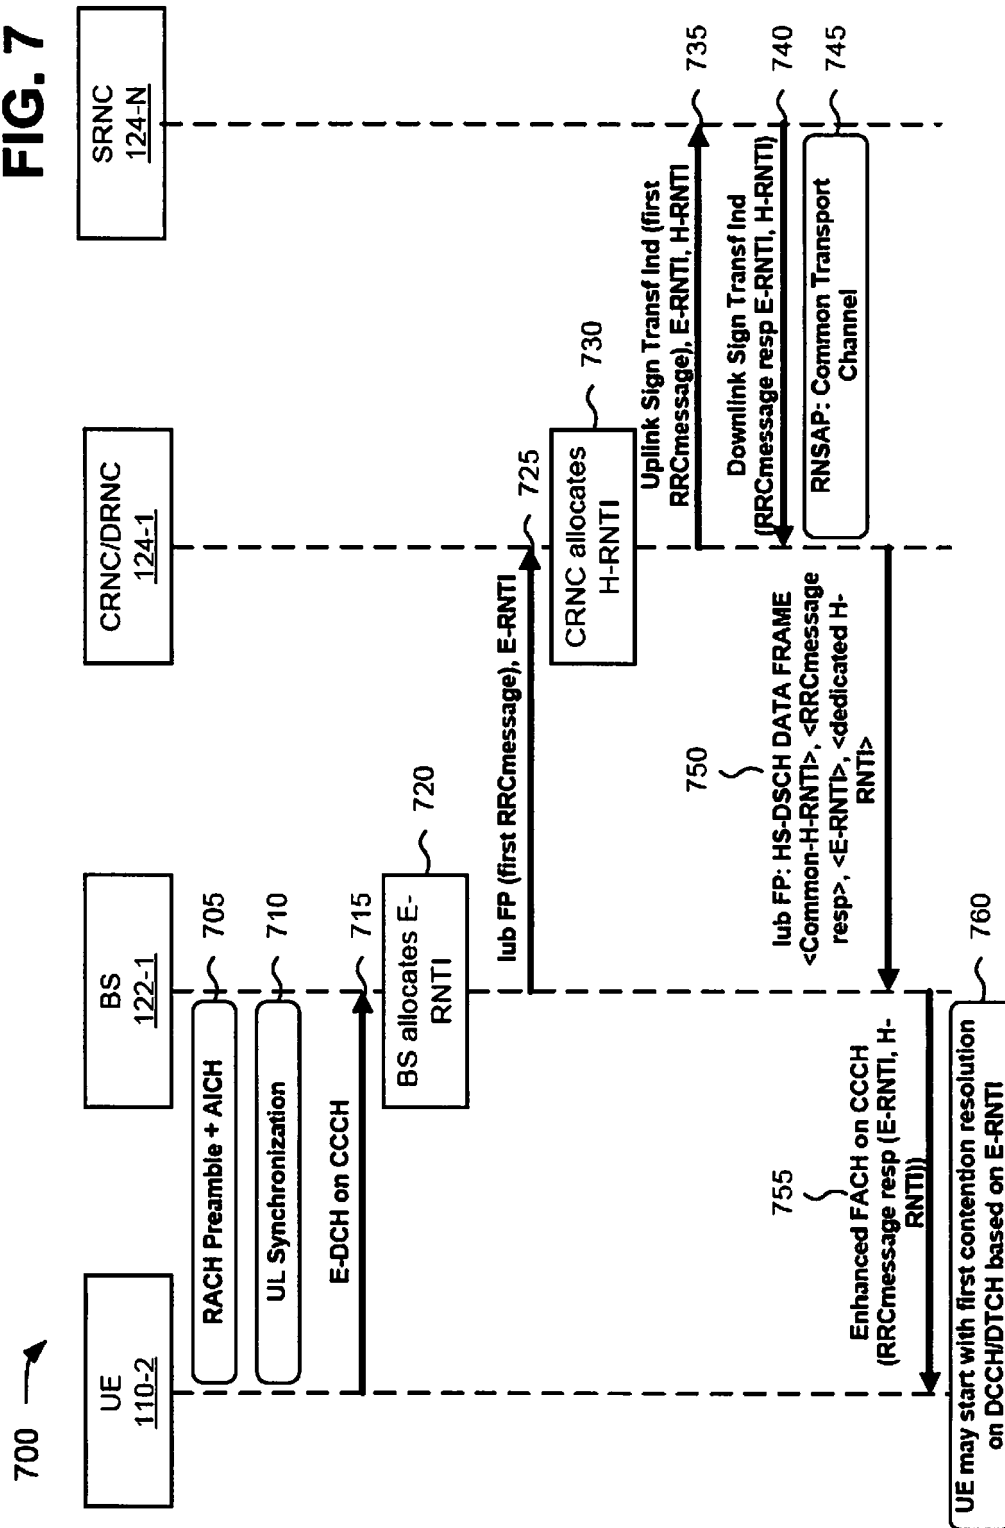 FIG. 7
700
UE
110-2
BS
122-1
CRNC/DRNC
124-1
SRNC
124-N
RACH Preamble + AICH
705
UL Synchronization
710
E-DCH on CCCH
715
BS allocates E-
RNTI
720
Iub FP (first RRCmessage), E-RNTI
725
CRNC allocates
H-RNTI
730
Uplink Sign Transf Ind (first
RRCmessage), E-RNTI, H-RNTI
735
Downlink Sign Transf Ind
(RRCmessage resp E-RNTI, H-RNTI)
740
RNSAP: Common Transport
Channel
745
750
Iub FP: HS-DSCH DATA FRAME
<Common-H-RNTI>, <RRCmessage
resp>, <E-RNTI>, <dedicated H-
RNTI>
755
Enhanced FACH on CCCH
(RRCmessage resp (E-RNTI, H-
RNTI))
UE may start with first contention resolution
on DCCH/DTCH based on E-RNTI
760